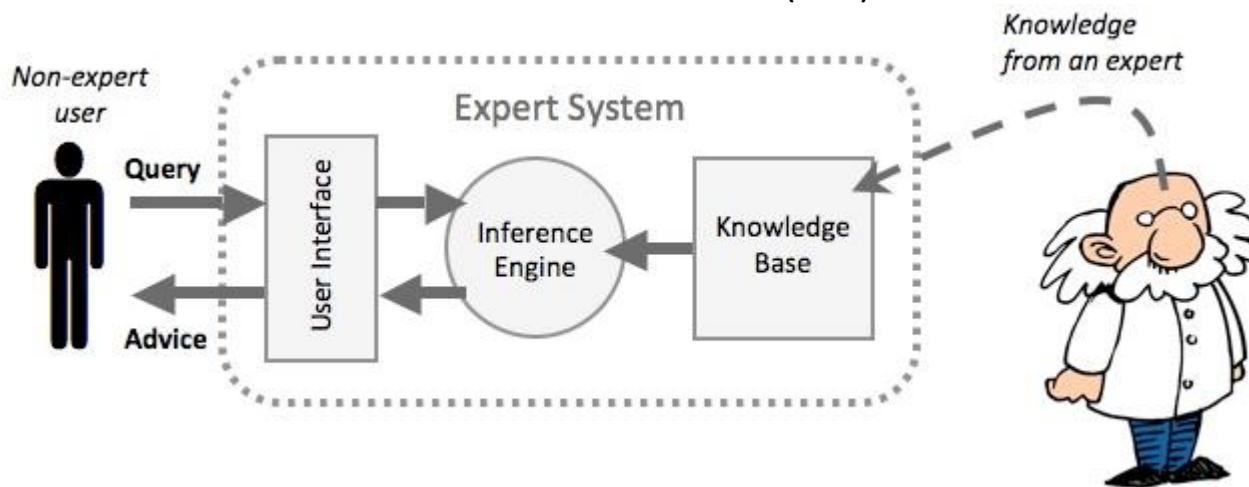 Knowledge
from an expert
Non-expert
user
Expert System
Query
User Interface
Inference
Engine
Knowledge
Base
Advice